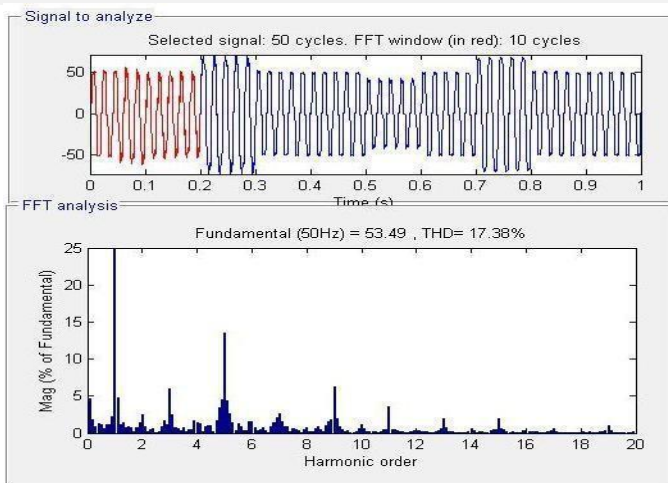 Signal to analyze
Selected signal: 50 cycles. FFT window (in red): 10 cycles
50
0
-50
0 0.1 0.2 0.3 0.4 0.5 0.6 0.7 0.8 0.9 1
Time (s)
FFT analysis
Fundamental (50Hz) = 53.49 , THD= 17.38%
Mag (% of Fundamental)
25
20
15
10
5
0
0 2 4 6 8 10 12 14 16 18 20
Harmonic order